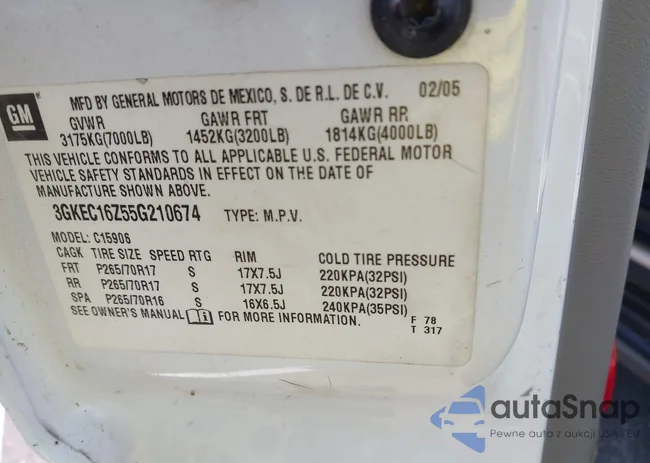 GM
MFD BY GENERAL MOTORS DE MEXICO, S. DE R.L. DE C.V. 02/05
GVWR GAWR FRT GAWR RR
3175KG(7000LB) 1452KG(3200LB) 1814KG(4000LB)
THIS VEHICLE CONFORMS TO ALL APPLICABLE U.S. FEDERAL MOTOR
VEHICLE SAFETY STANDARDS IN EFFECT ON THE DATE OF
MANUFACTURE SHOWN ABOVE.
3GKEC16Z55G210674 TYPE: M.P.V.
MODEL: C15906
CAGK TIRE SIZE SPEED RTG RIM COLD TIRE PRESSURE
FRT P265/70R17 S 17X7.5J 220KPA(32PSI)
RR P265/70R17 S 17X7.5J 220KPA(32PSI)
SPA P265/70R16 S 16X6.5J 240KPA(35PSI)
SEE OWNER'S MANUAL i FOR MORE INFORMATION. F 78
T 317
autaSnap
Pewne auto z aukcji USA i EU